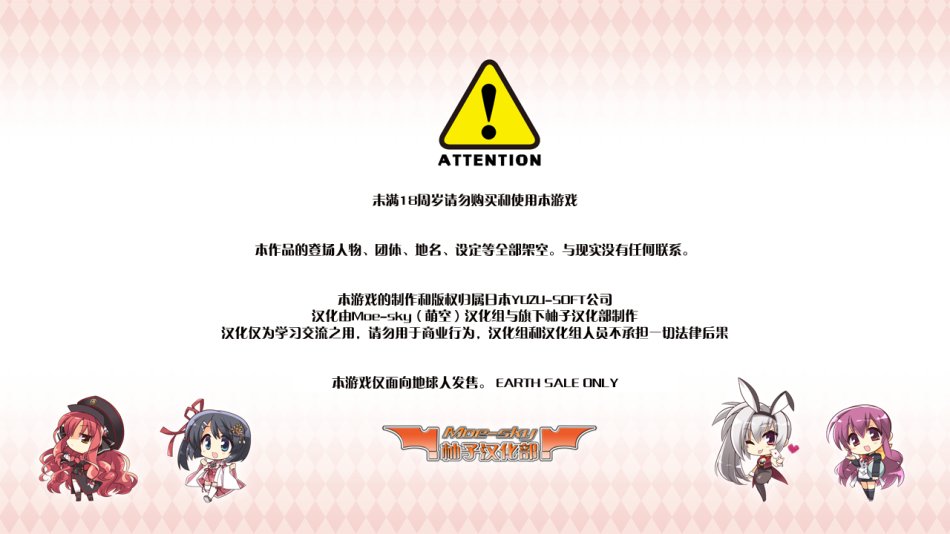 ATTENTION
未满18周岁请勿购买和使用本游戏
本作品的登场人物、团体、地名、设定等全部架空。与现实没有任何联系。
本游戏的制作和版权归属日本YUZU-SOFT公司
汉化由Moe-sky（萌空）汉化组与旗下柚子汉化部制作
汉化仅为学习交流之用，请勿用于商业行为，汉化组和汉化组人员不承担一切法律后果
本游戏仅面向地球人发售。 EARTH SALE ONLY
Moe-sky
柚子汉化部